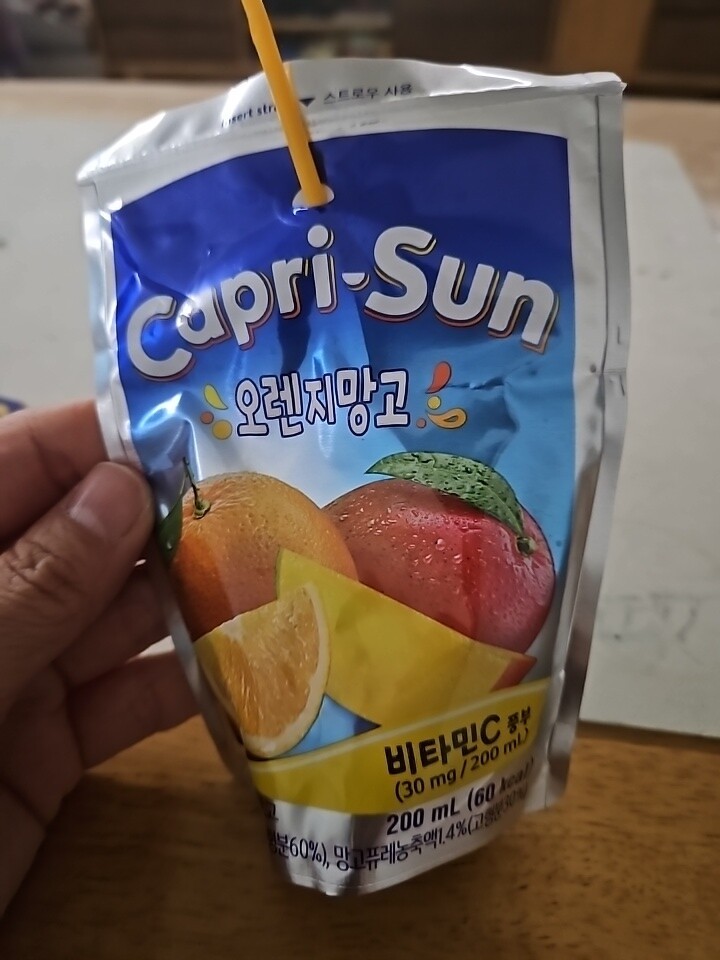 스트로우 사용
Capri-Sun
오렌지망고
비타민C 풍부
(30 mg / 200 mL)
200 mL (60 kcal)
망고퓨레농축액1.4%